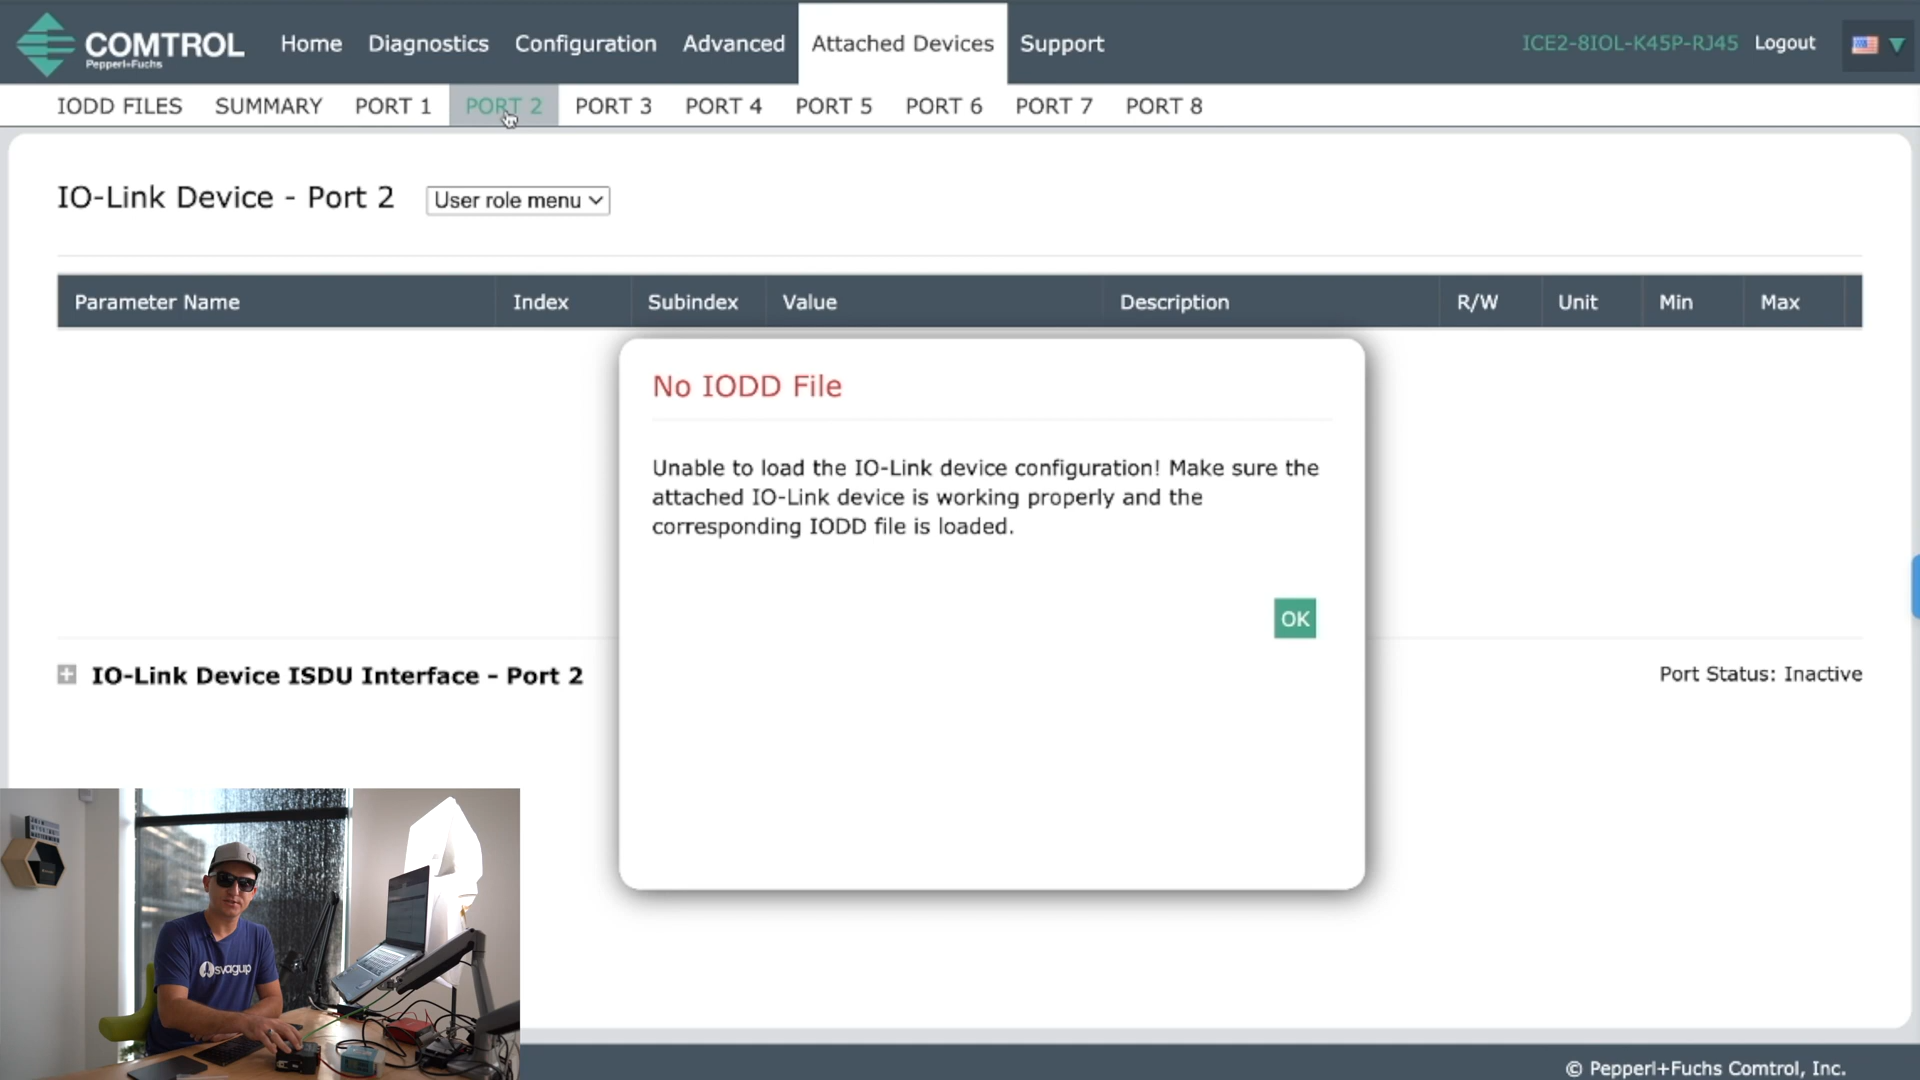 COMTROL
Pepperl+Fuchs
Home
Diagnostics
Configuration
Advanced
Attached Devices
Support
ICE2-8IOL-K45P-RJ45
Logout
IODD FILES
SUMMARY
PORT 1
PORT 2
PORT 3
PORT 4
PORT 5
PORT 6
PORT 7
PORT 8
IO-Link Device - Port 2
User role menu
Parameter Name
Index
Subindex
Value
Description
R/W
Unit
Min
Max
No IODD File
Unable to load the IO-Link device configuration! Make sure the
attached IO-Link device is working properly and the
corresponding IODD file is loaded.
OK
IO-Link Device ISDU Interface - Port 2
Port Status: Inactive
svagup
© Pepperl+Fuchs Comtrol, Inc.